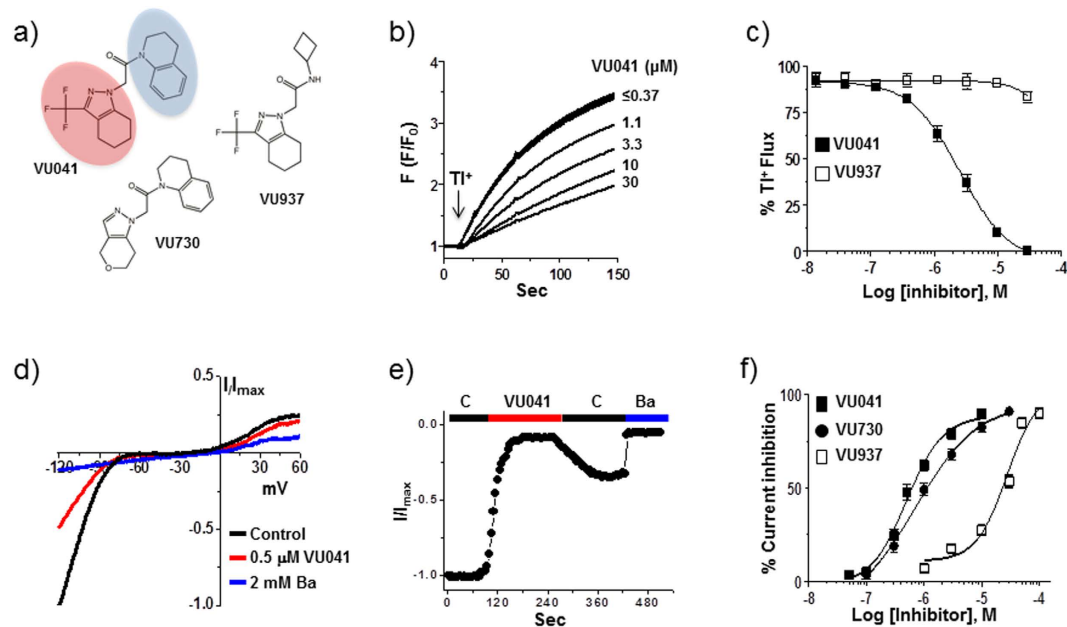 a)
O
N
N
N
F
F
F
VU041
O
NH
N
N
F
F
F
VU937
O
N
N
N
O
VU730
b)
VU041 (µM)
≤0.37
1.1
3.3
10
30
Tl⁺
F (F/F₀)
4
3
2
1
0
50
100
150
Sec
c)
% Tl⁺ Flux
100
75
50
25
0
VU041
VU937
-8
-7
-6
-5
-4
Log [inhibitor], M
d)
I/Imax
0.5
-120
-90
-60
-30
30
60
mV
-0.5
-1.0
Control
0.5 µM VU041
2 mM Ba
e)
C
VU041
C
Ba
I/Imax
0.0
-0.5
-1.0
0
120
240
360
480
Sec
f)
% Current inhibition
100
50
0
VU041
VU730
VU937
-8
-7
-6
-5
-4
Log [Inhibitor], M